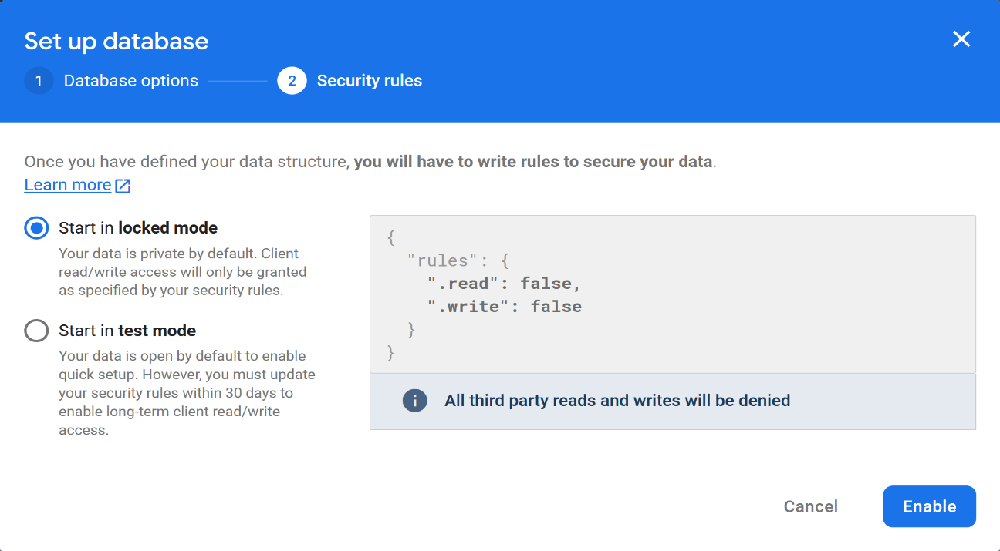 Set up database
1 Database options 2 Security rules
Once you have defined your data structure, you will have to write rules to secure your data.
Learn more
Start in locked mode
Your data is private by default. Client
read/write access will only be granted
as specified by your security rules.
Start in test mode
Your data is open by default to enable
quick setup. However, you must update
your security rules within 30 days to
enable long-term client read/write
access.
{
"rules": {
".read": false,
".write": false
}
}
All third party reads and writes will be denied
Cancel Enable